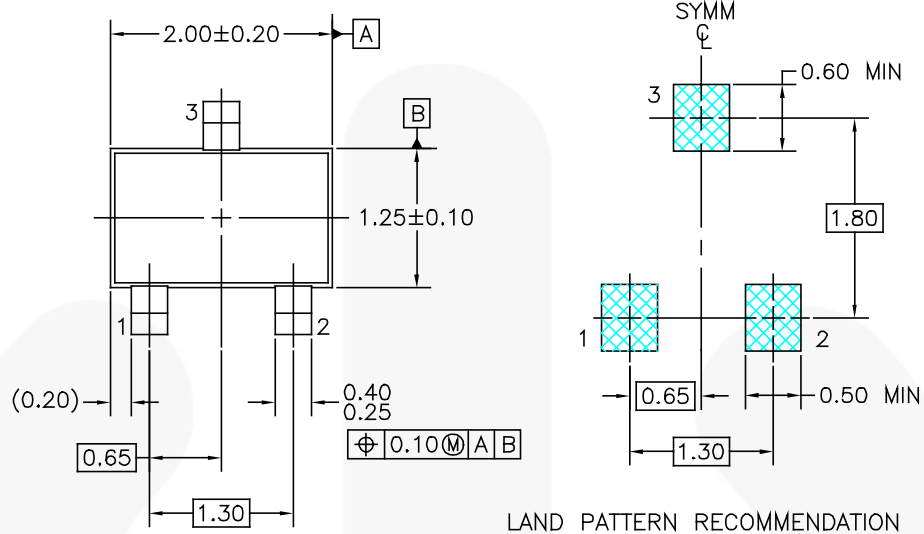 2.00±0.20
A
3
B
1.25±0.10
1
2
(0.20)
0.40
0.25
⌖ 0.10 Ⓜ A B
0.65
1.30
SYMM
℄
0.60 MIN
3
1.80
1
2
0.65
0.50 MIN
1.30
LAND PATTERN RECOMMENDATION